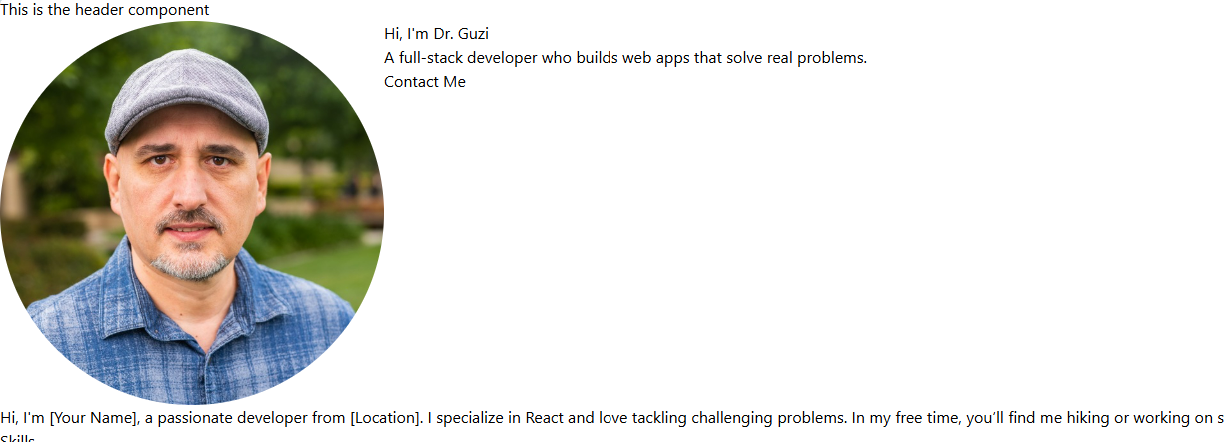 This is the header component
Hi, I'm Dr. Guzi
A full-stack developer who builds web apps that solve real problems.
Contact Me
Hi, I'm [Your Name], a passionate developer from [Location]. I specialize in React and love tackling challenging problems. In my free time, you'll find me hiking or working on s
Skills